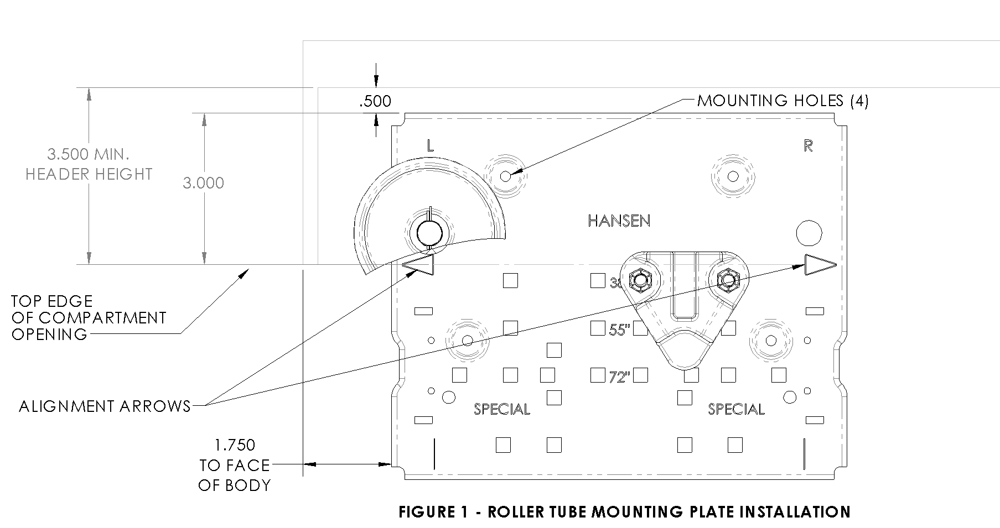 .500
MOUNTING HOLES (4)
L
R
3.500 MIN.
HEADER HEIGHT
3.000
HANSEN
38
TOP EDGE
OF COMPARTMENT
OPENING
55"
72"
ALIGNMENT ARROWS
SPECIAL
SPECIAL
1.750
TO FACE
OF BODY
FIGURE 1 - ROLLER TUBE MOUNTING PLATE INSTALLATION